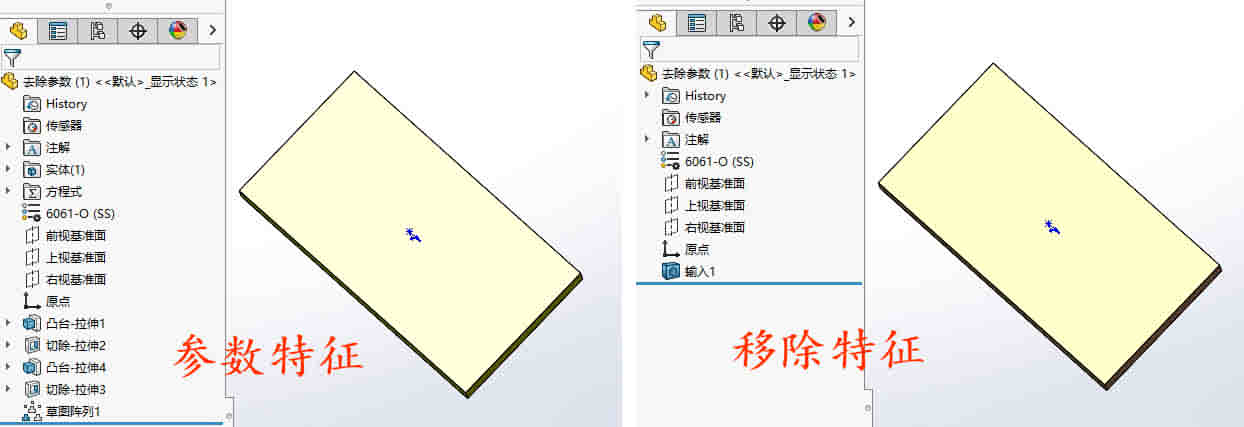 去除参数 (1) <<默认>_显示状态 1>
History
传感器
注解
实体(1)
方程式
6061-O (SS)
前视基准面
上视基准面
右视基准面
原点
凸台-拉伸1
切除-拉伸2
凸台-拉伸4
切除-拉伸3
草图阵列1
参数特征
去除参数 (1) <<默认>_显示状态 1>
History
传感器
注解
6061-O (SS)
前视基准面
上视基准面
右视基准面
原点
输入1
移除特征